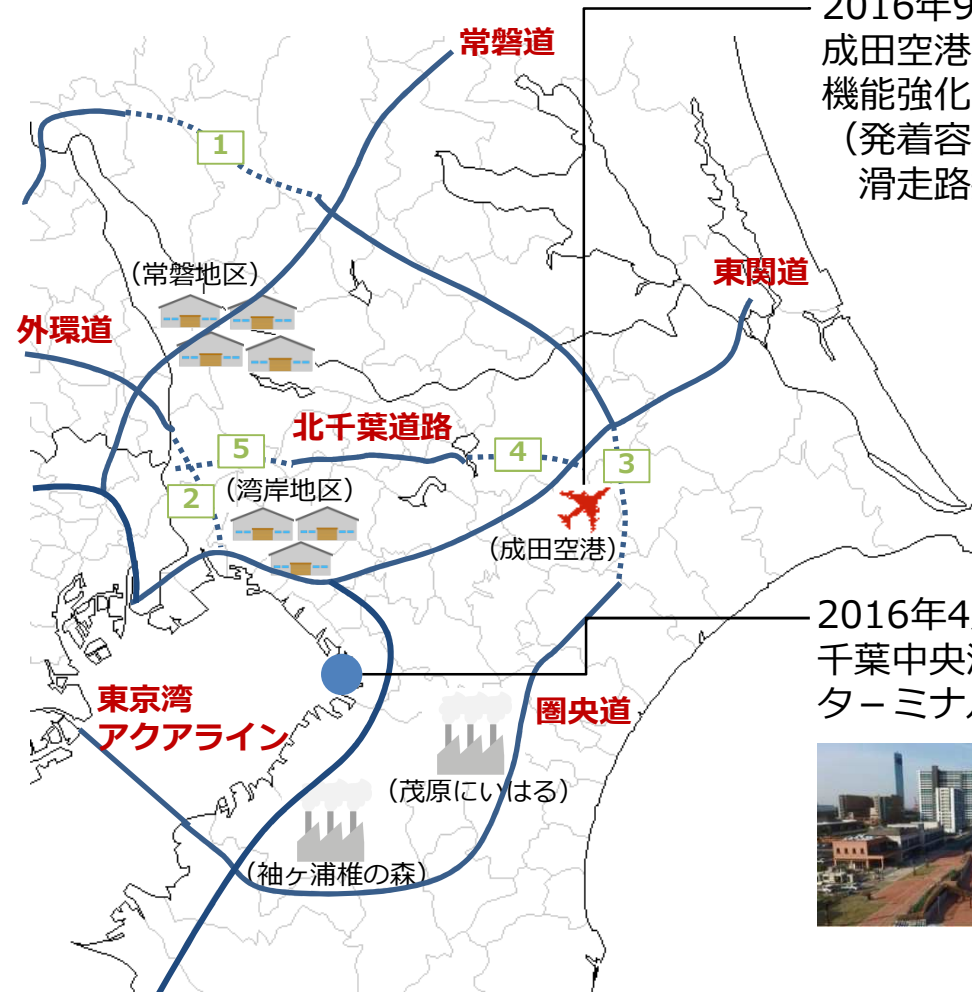 2016年9
成田空港
機能強化
(発着容
滑走路
常磐道
1
(常磐地区)
東関道
外環道
北千葉道路
5
4
3
2
(湾岸地区)
(成田空港)
2016年4
千葉中央
ターミナ
東京湾
アクアライン
圏央道
(茂原にいはる)
(袖ヶ浦椎の森)